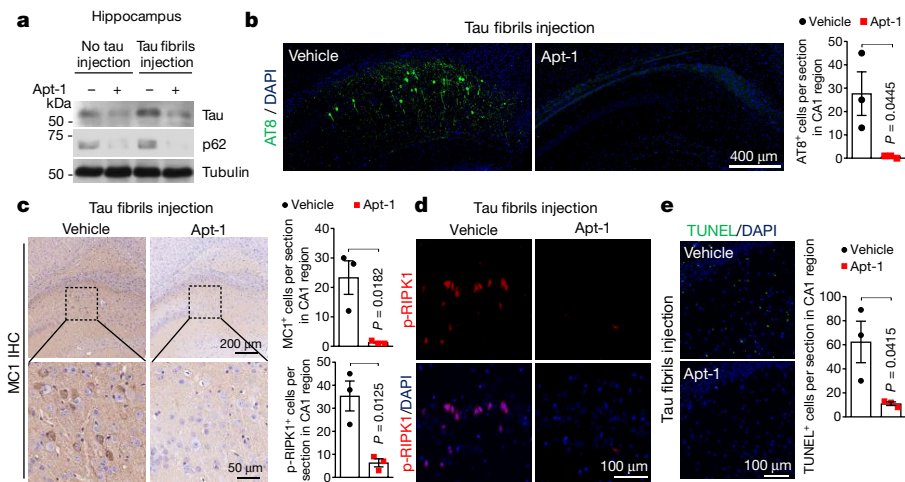 a
Hippocampus
No tau injection
Tau fibrils injection
Apt-1 – + – +
kDa
50
Tau
75
p62
50
Tubulin
b
Tau fibrils injection
AT8 / DAPI
Vehicle
Apt-1
400 μm
Vehicle Apt-1
AT8+ cells per section in CA1 region
50
40
30
20
10
0
P = 0.0445
c
Tau fibrils injection
Vehicle
Apt-1
MC1 IHC
200 μm
50 μm
Vehicle Apt-1
MC1+ cells per section in CA1 region
40
30
20
10
0
P = 0.0182
p-RIPK1+ cells per section in CA1 region
50
40
30
20
10
0
P = 0.0125
d
Tau fibrils injection
Vehicle
Apt-1
p-RIPK1
p-RIPK1/DAPI
100 μm
e
TUNEL/DAPI
Tau fibrils injection
Vehicle
Apt-1
100 μm
Vehicle
Apt-1
TUNEL+ cells per section in CA1 region
100
80
60
40
20
0
P = 0.0415